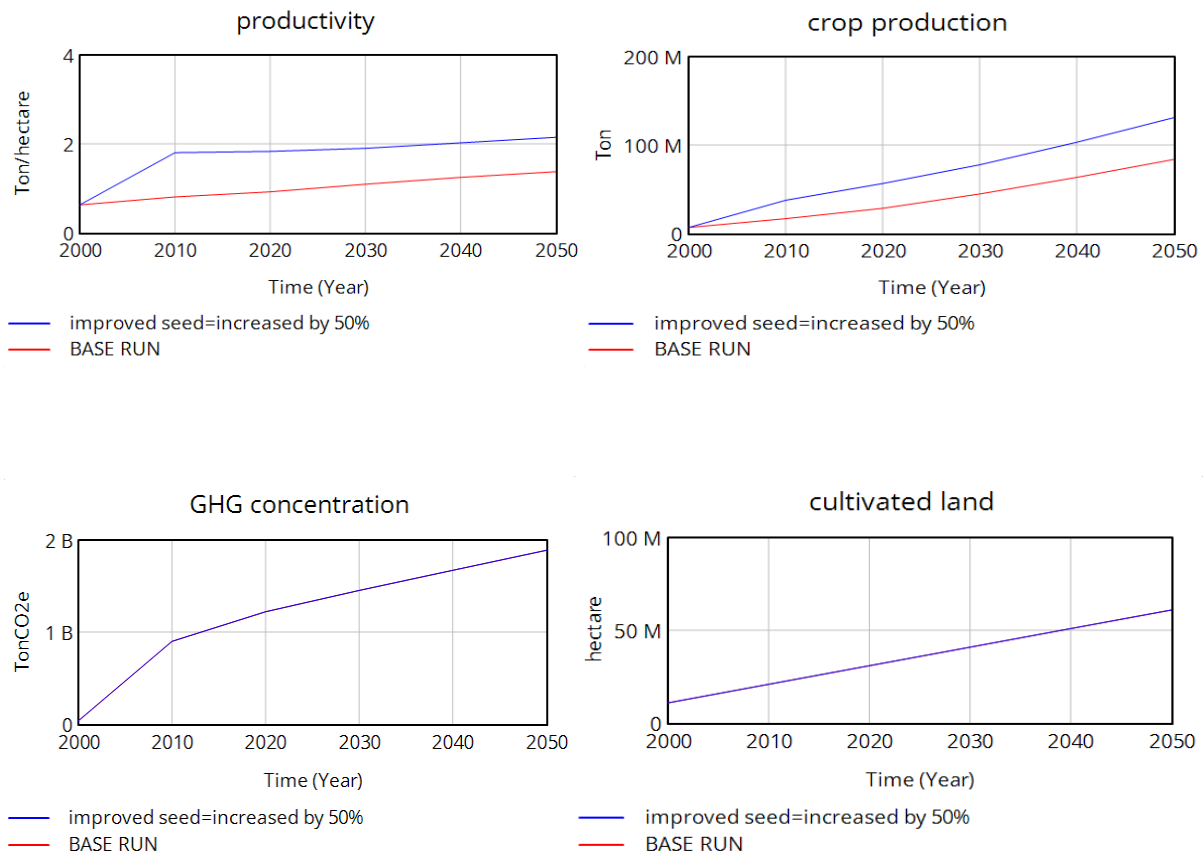 productivity
4
2
0
Ton/hectare
2000 2010 2020 2030 2040 2050
Time (Year)
improved seed=increased by 50%
BASE RUN
crop production
200 M
100 M
0
Ton
2000 2010 2020 2030 2040 2050
Time (Year)
improved seed=increased by 50%
BASE RUN
GHG concentration
2 B
1 B
0
TonCO2e
2000 2010 2020 2030 2040 2050
Time (Year)
improved seed=increased by 50%
BASE RUN
cultivated land
100 M
50 M
0
hectare
2000 2010 2020 2030 2040 2050
Time (Year)
improved seed=increased by 50%
BASE RUN